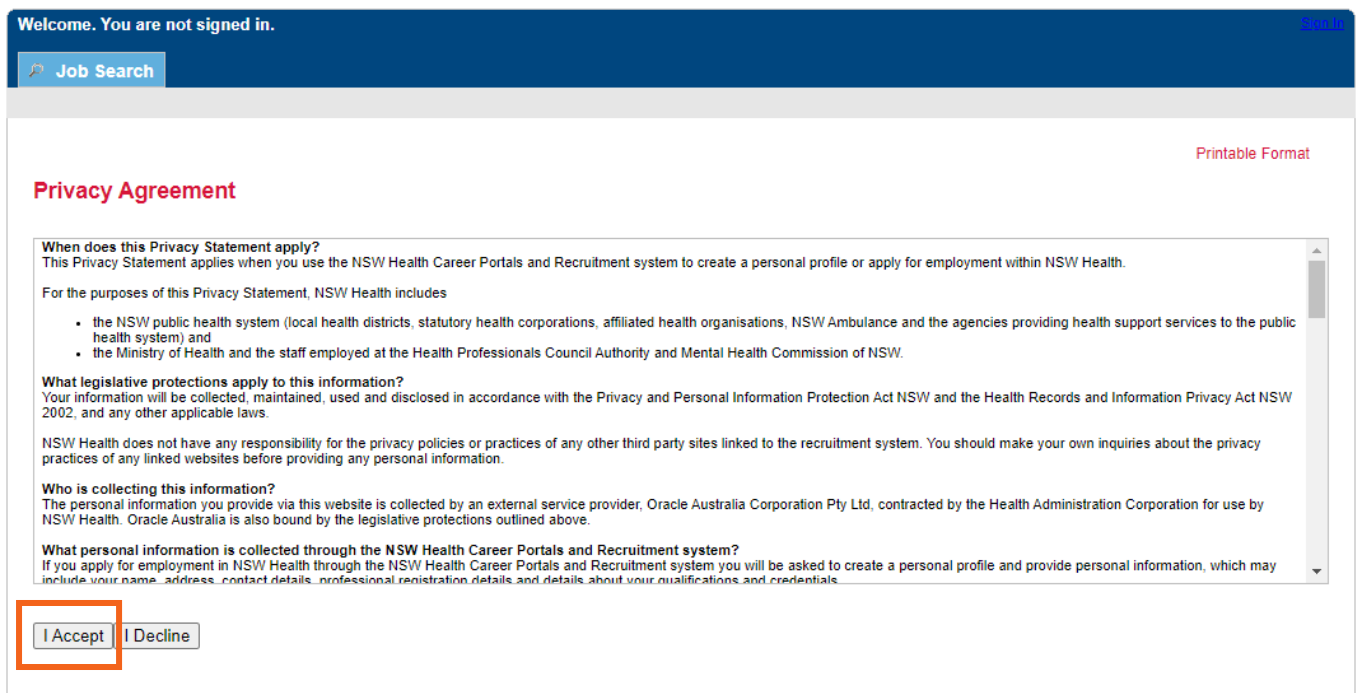 Welcome. You are not signed in.
Sign In
Job Search
Printable Format
Privacy Agreement
When does this Privacy Statement apply?
This Privacy Statement applies when you use the NSW Health Career Portals and Recruitment system to create a personal profile or apply for employment within NSW Health.
For the purposes of this Privacy Statement, NSW Health includes
• the NSW public health system (local health districts, statutory health corporations, affiliated health organisations, NSW Ambulance and the agencies providing health support services to the public
health system) and
• the Ministry of Health and the staff employed at the Health Professionals Council Authority and Mental Health Commission of NSW.
What legislative protections apply to this information?
Your information will be collected, maintained, used and disclosed in accordance with the Privacy and Personal Information Protection Act NSW and the Health Records and Information Privacy Act NSW
2002, and any other applicable laws.
NSW Health does not have any responsibility for the privacy policies or practices of any other third party sites linked to the recruitment system. You should make your own inquiries about the privacy
practices of any linked websites before providing any personal information.
Who is collecting this information?
The personal information you provide via this website is collected by an external service provider, Oracle Australia Corporation Pty Ltd, contracted by the Health Administration Corporation for use by
NSW Health. Oracle Australia is also bound by the legislative protections outlined above.
What personal information is collected through the NSW Health Career Portals and Recruitment system?
If you apply for employment in NSW Health through the NSW Health Career Portals and Recruitment system you will be asked to create a personal profile and provide personal information, which may
include your name, address, contact details, professional registration details and details about your qualifications and credentials.
I Accept I Decline